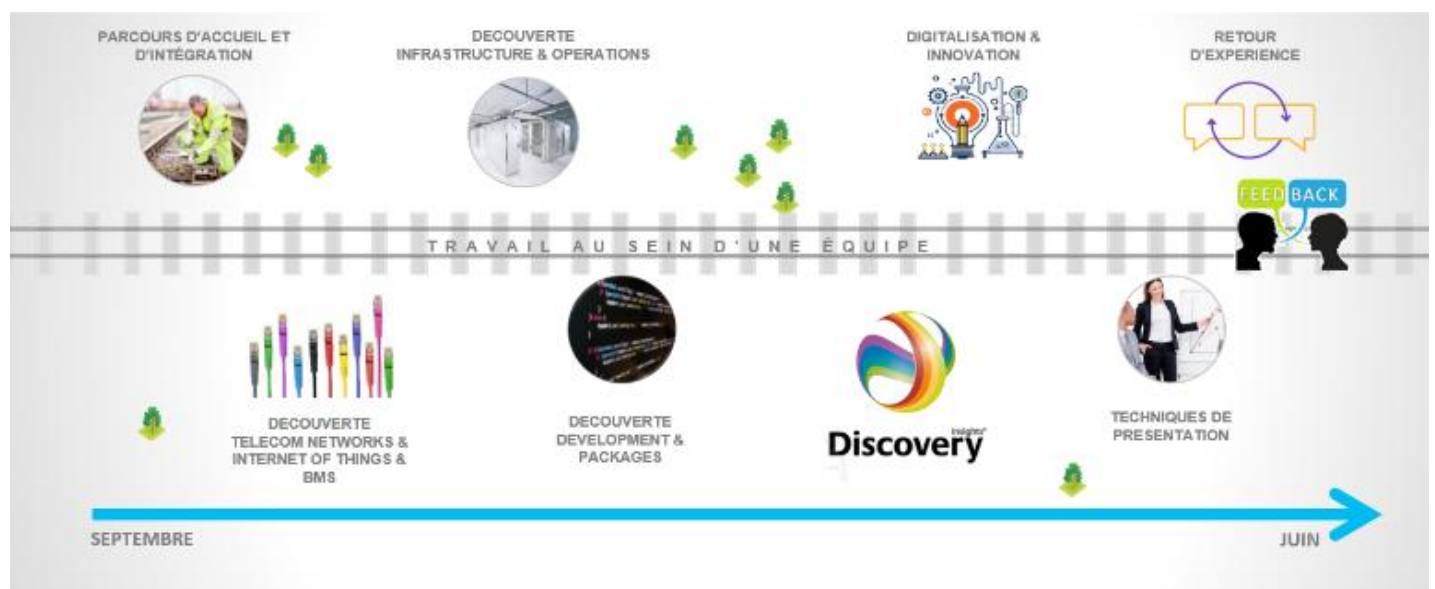 PARCOURS D'ACCUEIL ET
D'INTÉGRATION
DECOUVERTE
INFRASTRUCTURE & OPERATIONS
DIGITALISATION &
INNOVATION
RETOUR
D'EXPERIENCE
FEED BACK
TRAVAIL AU SEIN D'UNE ÉQUIPE
DECOUVERTE
TELECOM NETWORKS &
INTERNET OF THINGS &
BMS
DECOUVERTE
DEVELOPMENT &
PACKAGES
insights®
Discovery
TECHNIQUES DE
PRESENTATION
SEPTEMBRE
JUIN